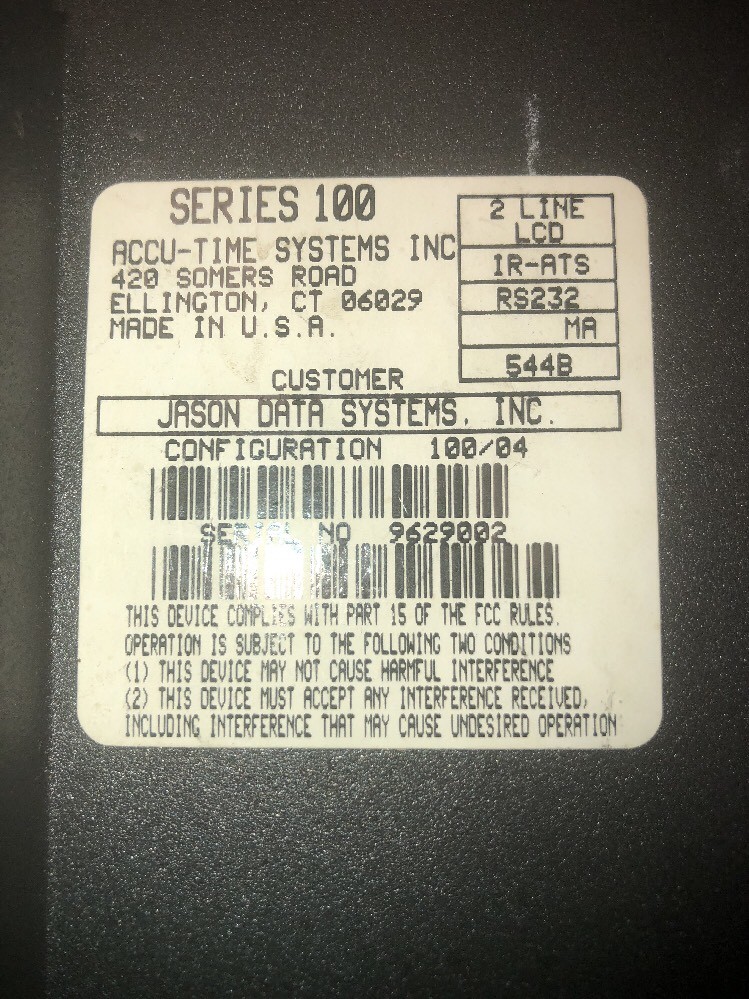 SERIES 100
ACCU-TIME SYSTEMS INC
420 SOMERS ROAD
ELLINGTON, CT 06029
MADE IN U.S.A.
2 LINE
LCD
IR-ATS
RS232
MA
544B
CUSTOMER
JASON DATA SYSTEMS, INC.
CONFIGURATION 100/04
SERIAL NO 9629002
THIS DEVICE COMPLIES WITH PART 15 OF THE FCC RULES.
OPERATION IS SUBJECT TO THE FOLLOWING TWO CONDITIONS
(1) THIS DEVICE MAY NOT CAUSE HARMFUL INTERFERENCE
(2) THIS DEVICE MUST ACCEPT ANY INTERFERENCE RECEIVED,
INCLUDING INTERFERENCE THAT MAY CAUSE UNDESIRED OPERATION